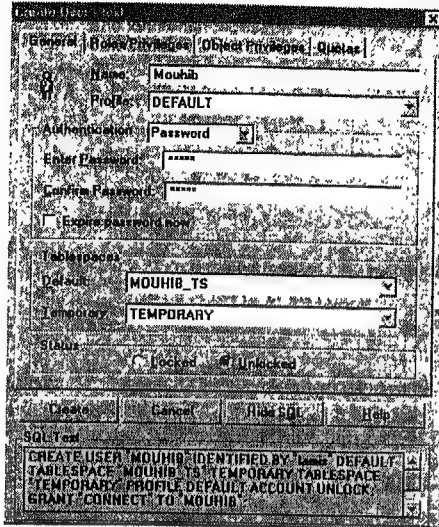 General Roles/Privileges Object Privileges Quotas
Name: Mouhib
Profile: DEFAULT
Authentication: Password
Enter Password: *****
Confirm Password: *****
Expire password now
Tablespaces
Default: MOUHIB_TS
Temporary: TEMPORARY
Status
Locked Unlocked
Create Cancel Hide SQL Help
SQL Text
CREATE USER "MOUHIB" IDENTIFIED BY DEFAULT
TABLESPACE "MOUHIB_TS" TEMPORARY TABLESPACE
"TEMPORARY" PROFILE DEFAULT ACCOUNT UNLOCK;
GRANT "CONNECT" TO "MOUHIB